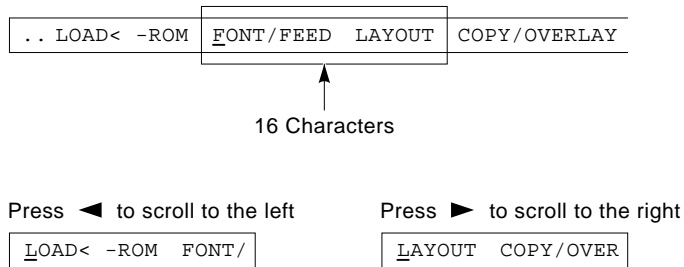 .. LOAD< -ROM FONT/FEED LAYOUT COPY/OVERLAY
16 Characters
Press ◄ to scroll to the left
Press ► to scroll to the right
LOAD< -ROM FONT/
LAYOUT COPY/OVER